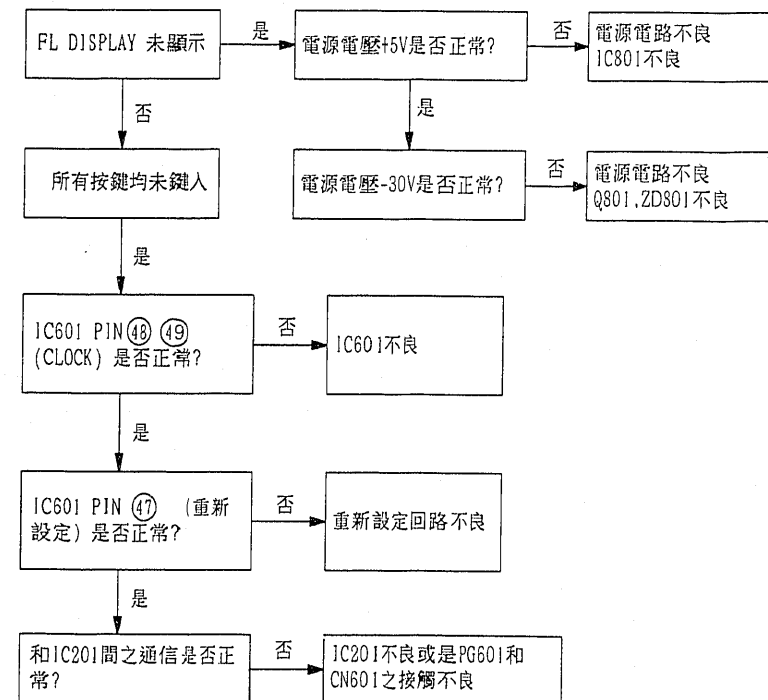 FL DISPLAY 未顯示
是
電源電壓+5V是否正常?
否
電源電路不良
IC801不良
否
是
所有按鍵均未鍵入
電源電壓-30V是否正常?
否
電源電路不良
Q801,ZD801不良
是
IC601 PIN㊽ ㊾
(CLOCK) 是否正常?
否
IC601不良
是
IC601 PIN ㊼ (重新
設定) 是否正常?
否
重新設定回路不良
是
和IC201間之通信是否正
常?
否
IC201不良或是PG601和
CN601之接觸不良